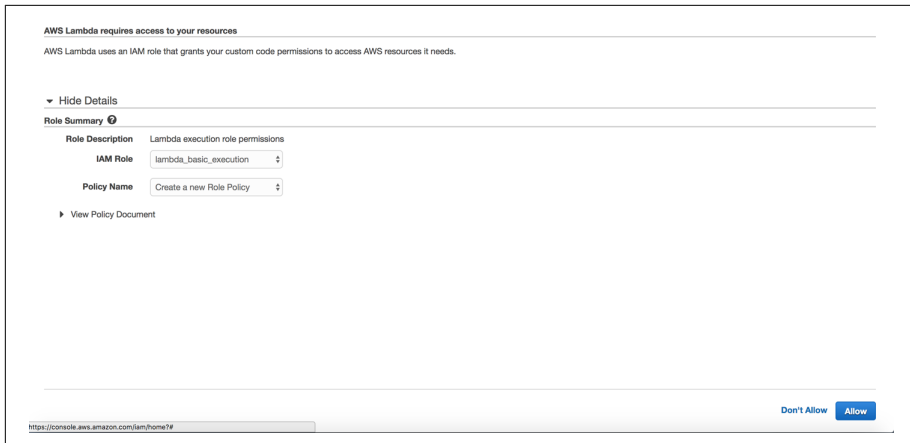 AWS Lambda requires access to your resources
AWS Lambda uses an IAM role that grants your custom code permissions to access AWS resources it needs.
Hide Details
Role Summary
Role Description Lambda execution role permissions
IAM Role lambda_basic_execution
Policy Name Create a new Role Policy
View Policy Document
Don't Allow Allow
https://console.aws.amazon.com/iam/home?#